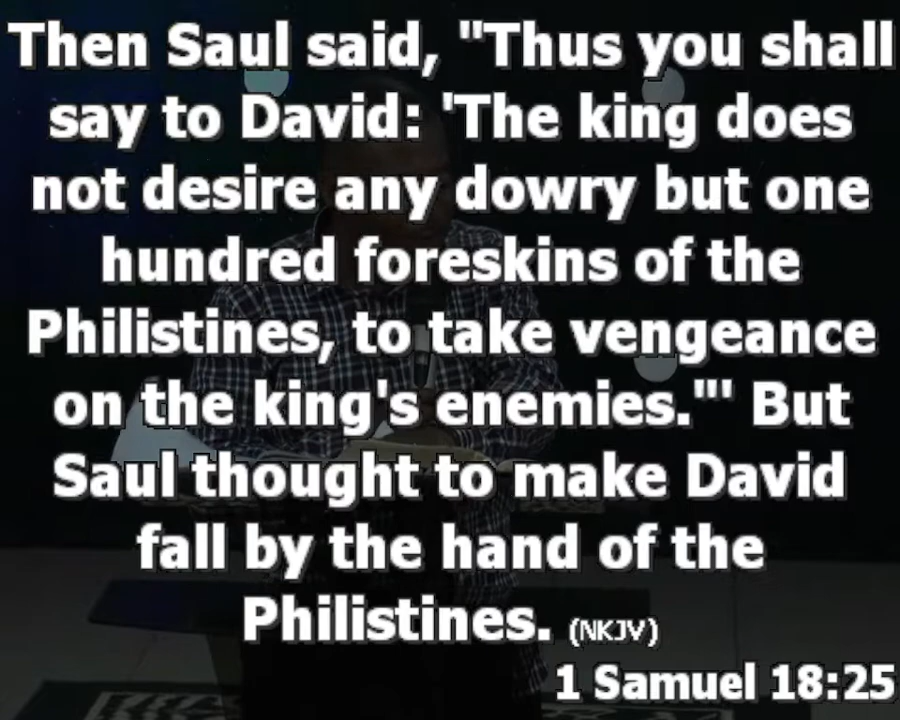 Then Saul said, "Thus you shall
say to David: 'The king does
not desire any dowry but one
hundred foreskins of the
Philistines, to take vengeance
on the king's enemies.'" But
Saul thought to make David
fall by the hand of the
Philistines. (NKJV)
1 Samuel 18:25